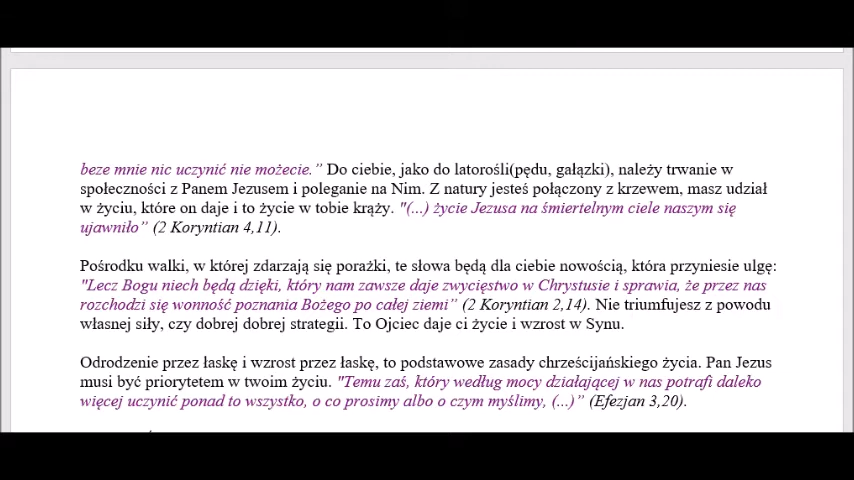 beze mnie nic uczynić nie możecie.” Do ciebie, jako do latorośli(pędu, gałązki), należy trwanie w
społeczności z Panem Jezusem i poleganie na Nim. Z natury jesteś połączony z krzewem, masz udział
w życiu, które on daje i to życie w tobie krąży. "(...) życie Jezusa na śmiertelnym ciele naszym się
ujawniło” (2 Koryntian 4,11).
Pośrodku walki, w której zdarzają się porażki, te słowa będą dla ciebie nowością, która przyniesie ulgę:
"Lecz Bogu niech będą dzięki, który nam zawsze daje zwycięstwo w Chrystusie i sprawia, że przez nas
rozchodzi się wonność poznania Bożego po całej ziemi” (2 Koryntian 2,14). Nie triumfujesz z powodu
własnej siły, czy dobrej dobrej strategii. To Ojciec daje ci życie i wzrost w Synu.
Odrodzenie przez łaskę i wzrost przez łaskę, to podstawowe zasady chrześcijańskiego życia. Pan Jezus
musi być priorytetem w twoim życiu. "Temu zaś, który według mocy działającej w nas potrafi daleko
więcej uczynić ponad to wszystko, o co prosimy albo o czym myślimy, (...)” (Efezjan 3,20).